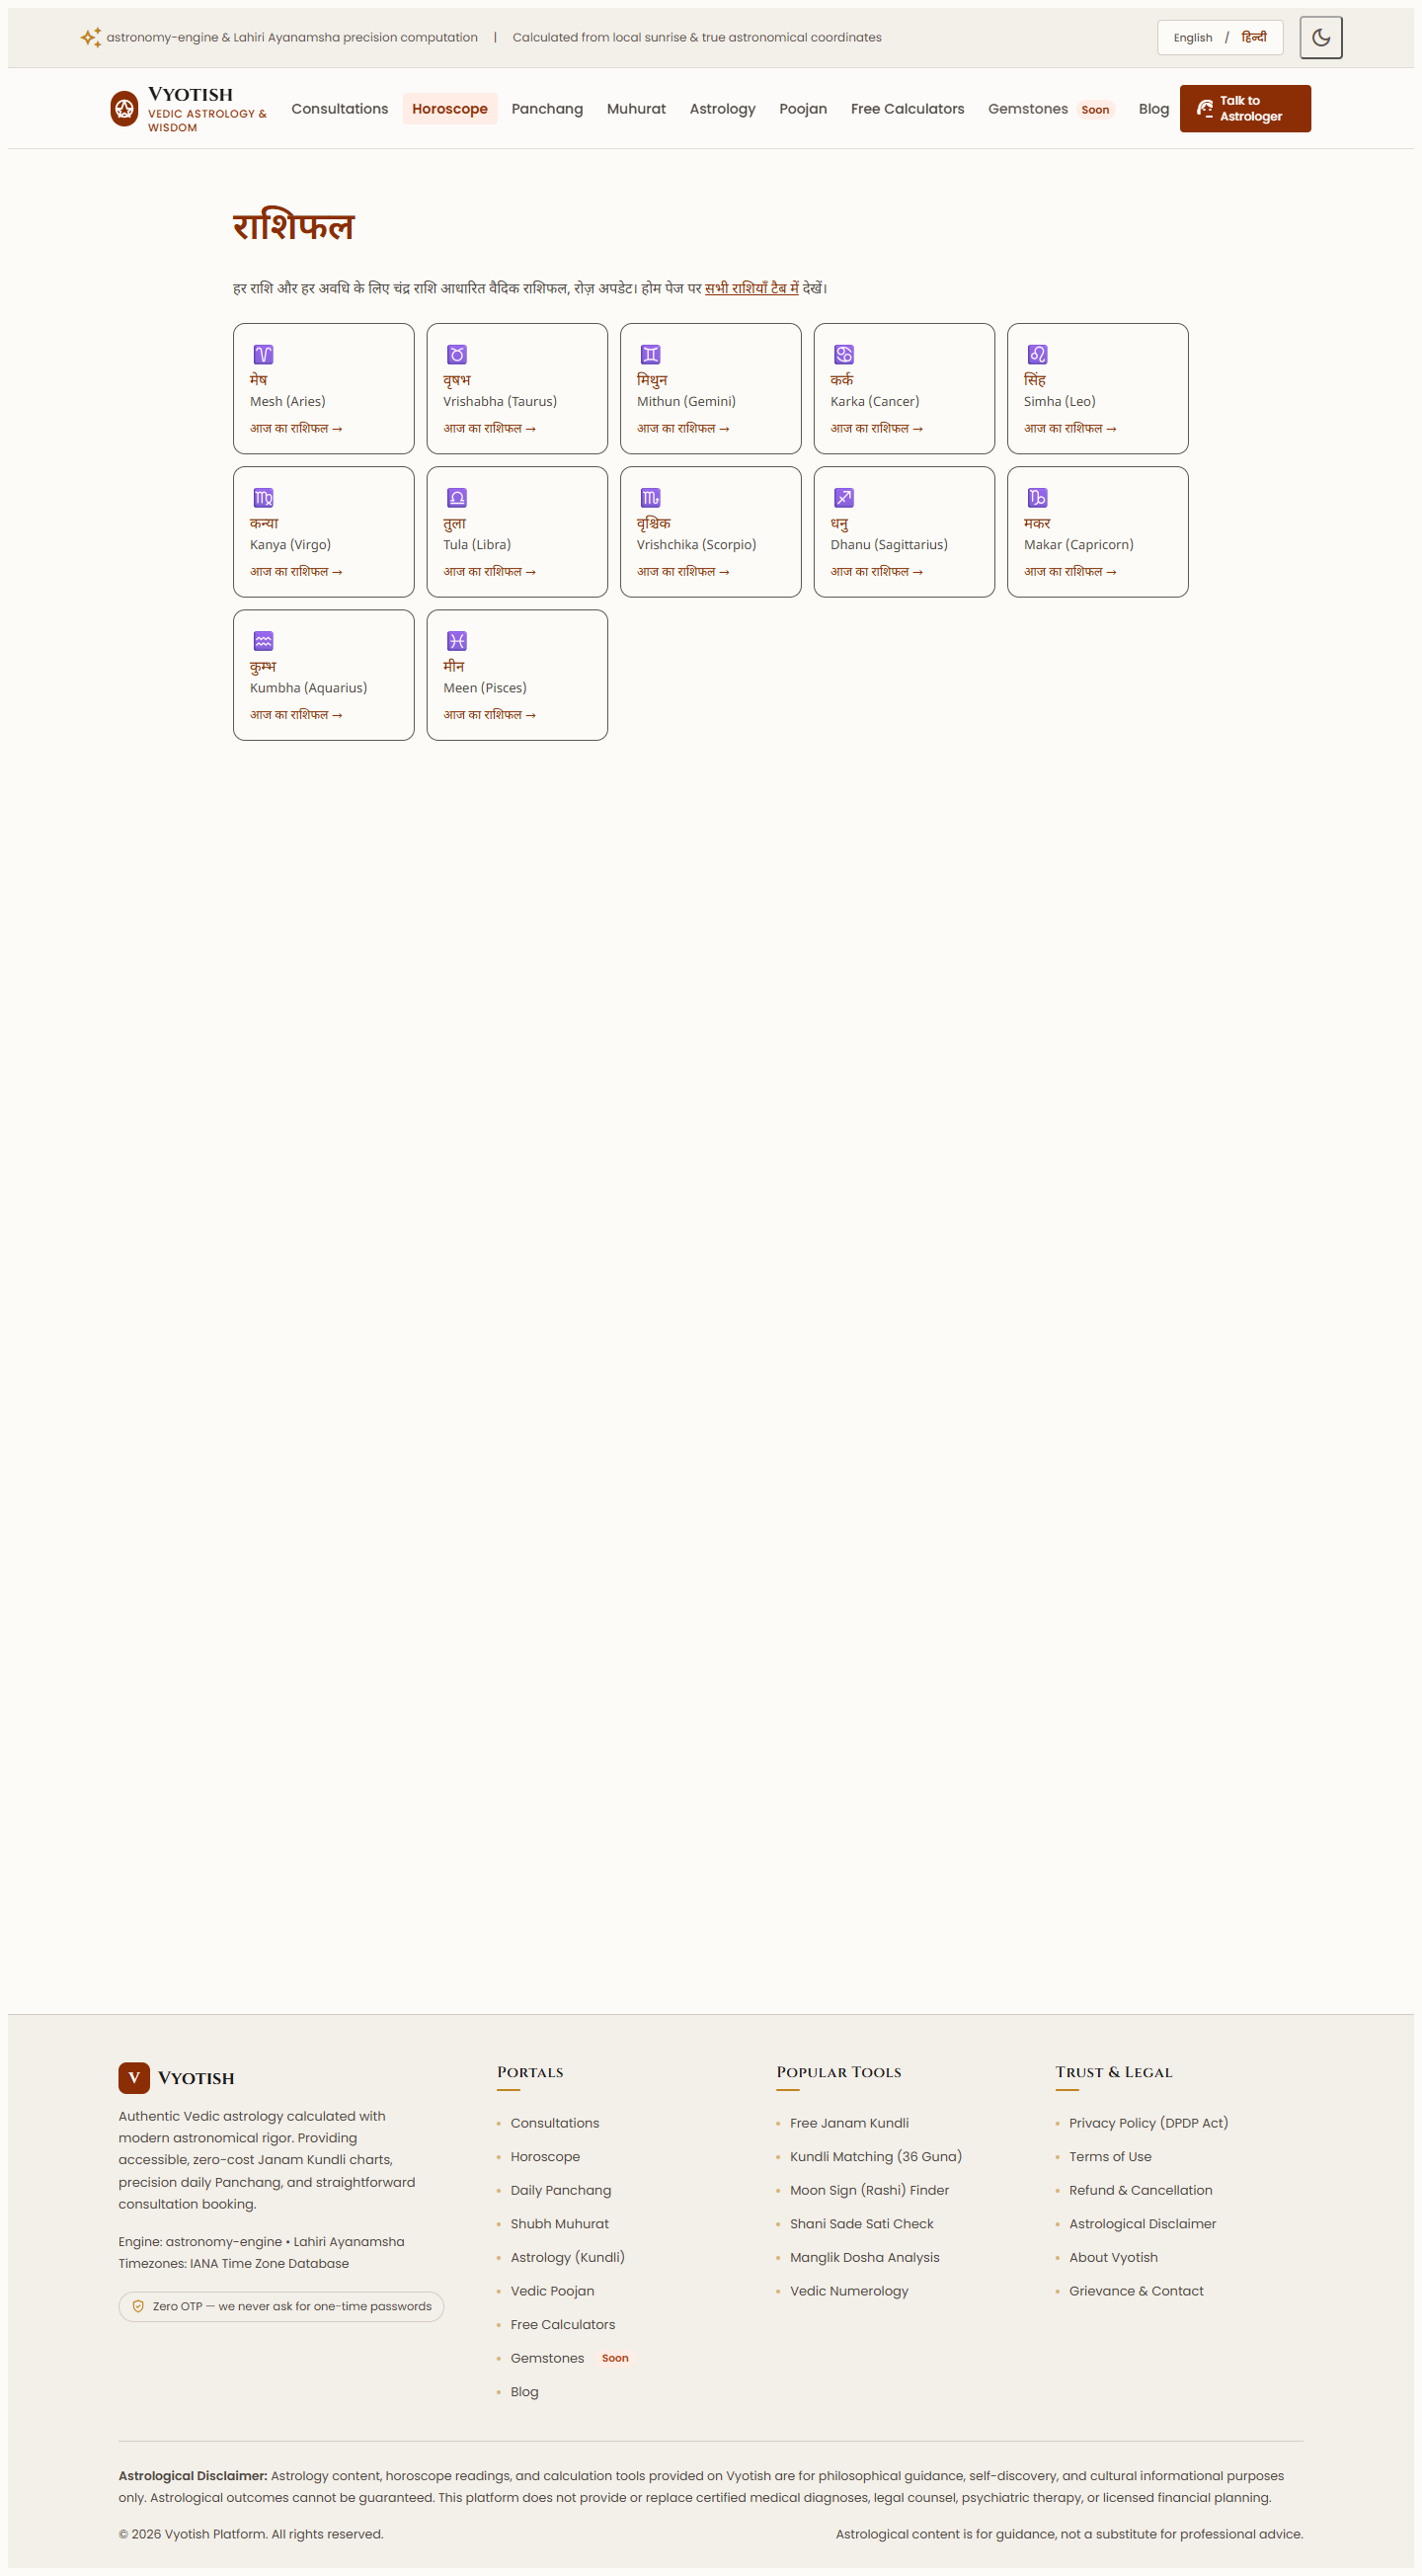 astronomy-engine & Lahiri Ayanamsha precision computation | Calculated from local sunrise & true astronomical coordinates
English / हिन्दी
VYOTISH
VEDIC ASTROLOGY & WISDOM
Consultations
Horoscope
Panchang
Muhurat
Astrology
Poojan
Free Calculators
Gemstones Soon
Blog
Talk to Astrologer
राशिफल
हर राशि और हर अवधि के लिए चंद्र राशि आधारित वैदिक राशिफल, रोज़ अपडेट। होम पेज पर सभी राशियाँ टैब में देखें।
♈
मेष
Mesh (Aries)
आज का राशिफल →
♉
वृषभ
Vrishabha (Taurus)
आज का राशिफल →
♊
मिथुन
Mithun (Gemini)
आज का राशिफल →
♋
कर्क
Karka (Cancer)
आज का राशिफल →
♌
सिंह
Simha (Leo)
आज का राशिफल →
♍
कन्या
Kanya (Virgo)
आज का राशिफल →
♎
तुला
Tula (Libra)
आज का राशिफल →
♏
वृश्चिक
Vrishchika (Scorpio)
आज का राशिफल →
♐
धनु
Dhanu (Sagittarius)
आज का राशिफल →
♑
मकर
Makar (Capricorn)
आज का राशिफल →
♒
कुम्भ
Kumbha (Aquarius)
आज का राशिफल →
♓
मीन
Meen (Pisces)
आज का राशिफल →
V VYOTISH
Authentic Vedic astrology calculated with
modern astronomical rigor. Providing
accessible, zero-cost Janam Kundli charts,
precision daily Panchang, and straightforward
consultation booking.
Engine: astronomy-engine • Lahiri Ayanamsha
Timezones: IANA Time Zone Database
Zero OTP — we never ask for one-time passwords
PORTALS
Consultations
Horoscope
Daily Panchang
Shubh Muhurat
Astrology (Kundli)
Vedic Poojan
Free Calculators
Gemstones Soon
Blog
POPULAR TOOLS
Free Janam Kundli
Kundli Matching (36 Guna)
Moon Sign (Rashi) Finder
Shani Sade Sati Check
Manglik Dosha Analysis
Vedic Numerology
TRUST & LEGAL
Privacy Policy (DPDP Act)
Terms of Use
Refund & Cancellation
Astrological Disclaimer
About Vyotish
Grievance & Contact
Astrological Disclaimer: Astrology content, horoscope readings, and calculation tools provided on Vyotish are for philosophical guidance, self-discovery, and cultural informational purposes
only. Astrological outcomes cannot be guaranteed. This platform does not provide or replace certified medical diagnoses, legal counsel, psychiatric therapy, or licensed financial planning.
© 2026 Vyotish Platform. All rights reserved.
Astrological content is for guidance, not a substitute for professional advice.